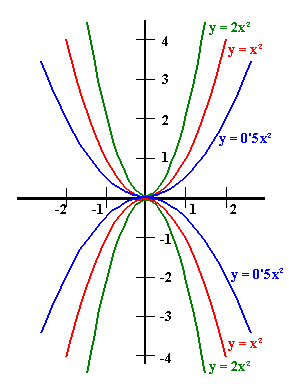 y = 2x²
4
y = x²
3
2
y = 0'5x²
1
-2
-1
1
2
-1
-2
y = 0'5x²
-3
y = x²
-4
y = 2x²